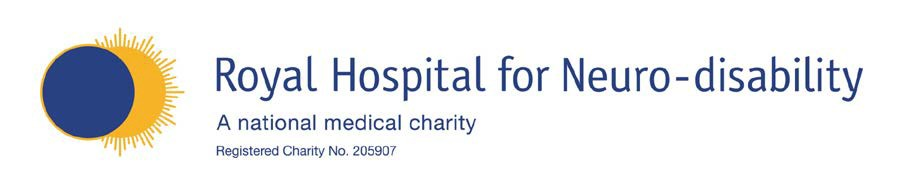 Royal Hospital for Neuro-disability
A national medical charity
Registered Charity No. 205907